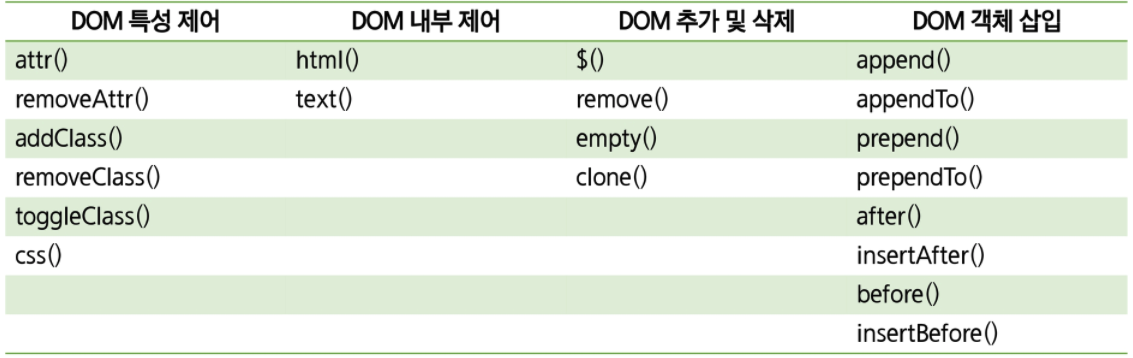 DOM 특성 제어 DOM 내부 제어 DOM 추가 및 삭제 DOM 객체 삽입
attr() html() $() append()
removeAttr() text() remove() appendTo()
addClass() empty() prepend()
removeClass() clone() prependTo()
toggleClass() after()
css() insertAfter()
before()
insertBefore()